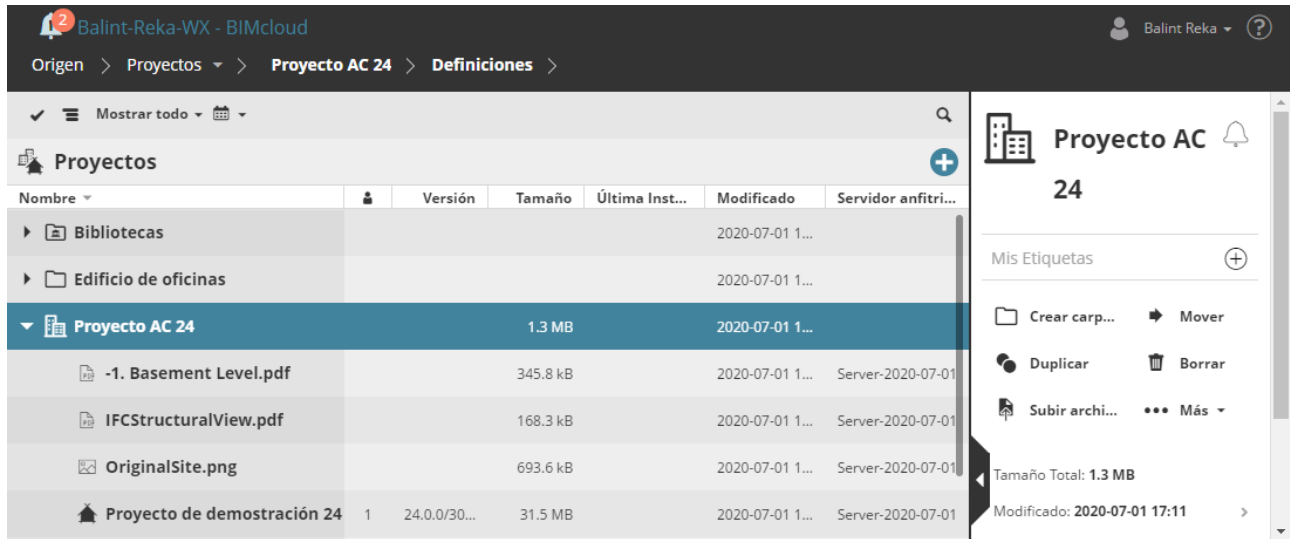 2
Balint-Reka-WX - BIMcloud
Balint Reka
?
Origen > Proyectos > Proyecto AC 24 > Definiciones >
Mostrar todo
Proyectos
Nombre Versión Tamaño Última Inst... Modificado Servidor anfitri...
Bibliotecas 2020-07-01 1...
Edificio de oficinas 2020-07-01 1...
Proyecto AC 24 1.3 MB 2020-07-01 1...
-1. Basement Level.pdf 345.8 kB 2020-07-01 1... Server-2020-07-01
IFCStructuralView.pdf 168.3 kB 2020-07-01 1... Server-2020-07-01
OriginalSite.png 693.6 kB 2020-07-01 1... Server-2020-07-01
Proyecto de demostración 24 1 24.0.0/30... 31.5 MB 2020-07-01 1... Server-2020-07-01
Proyecto AC
24
Mis Etiquetas
Crear carp... Mover
Duplicar Borrar
Subir archi... Más
Tamaño Total: 1.3 MB
Modificado: 2020-07-01 17:11